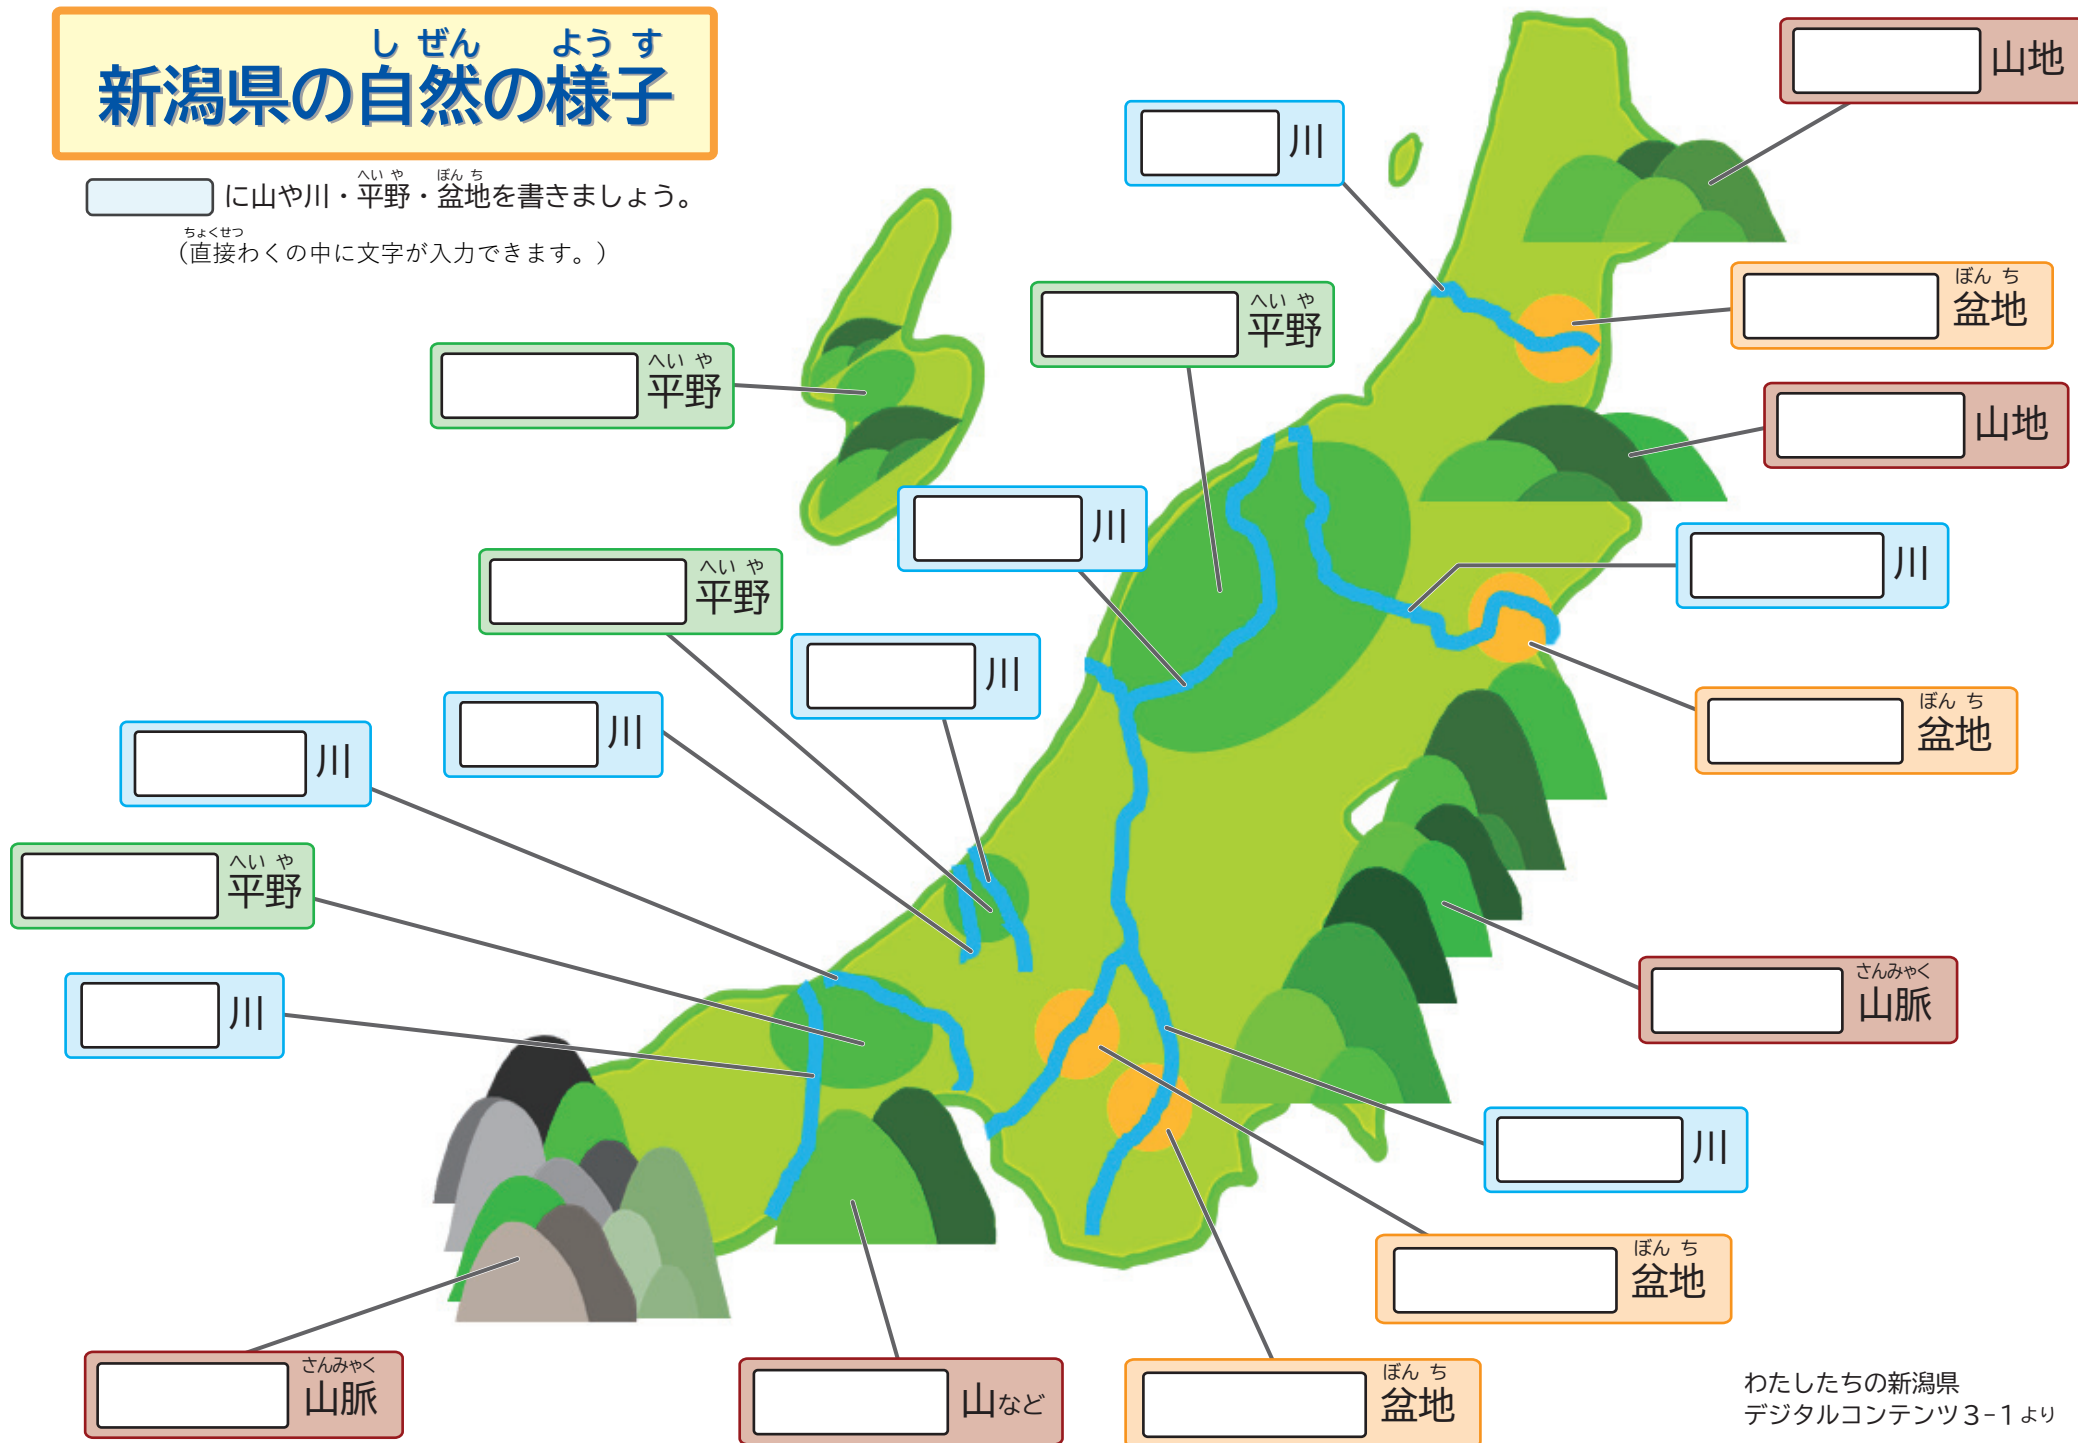 しぜん ようす
新潟県の自然の様子
へいや ぼんち
に山や川・平野・盆地を書きましょう。
ちょくせつ
（直接わくの中に文字が入力できます。）
山地
川
ぼんち
盆地
へいや
平野
へいや
平野
山地
川
川
へいや
平野
川
川
川
ぼんち
盆地
へいや
平野
川
さんみゃく
山脈
川
ぼんち
盆地
さんみゃく
山脈
山など
ぼんち
盆地
わたしたちの新潟県
デジタルコンテンツ３−１より